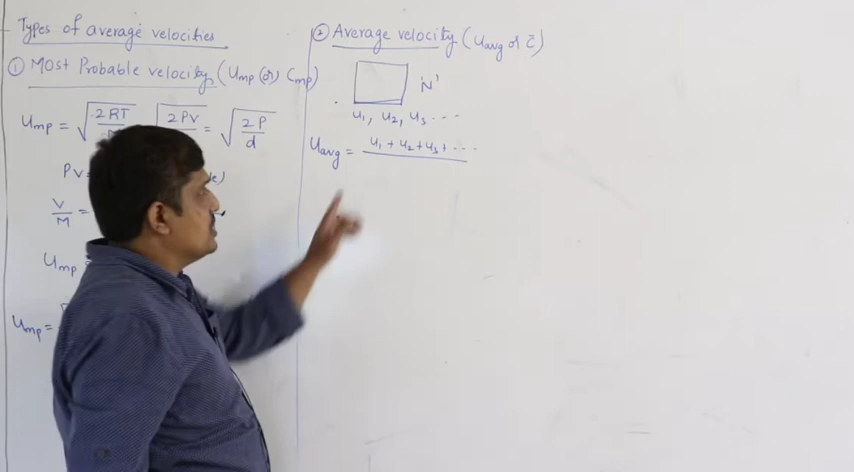 Types of average velocities
① Most Probable velocity (Ump (or) Cmp)
Ump = √2RT √2PV = √2P/d
PV=
V/M =
Ump
Ump=
② Average velocity (Uavg or c̄)
'N'
u1, u2, u3 ---
Uavg = u1 + u2 + u3 + ---